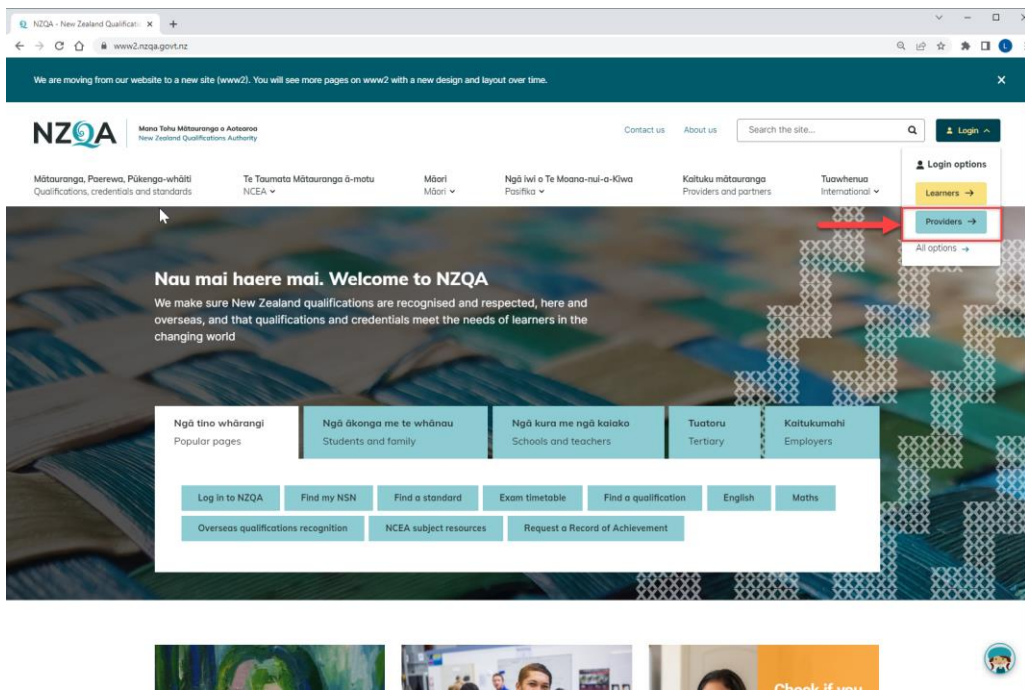 NZQA - New Zealand Qualificati
www2.nzqa.govt.nz
L
We are moving from our website to a new site (www2). You will see more pages on www2 with a new design and layout over time.
NZQA
Mana Tohu Mātauranga o Aotearoa
New Zealand Qualifications Authority
Contact us
About us
Search the site...
Login
Mātauranga, Paerewa, Pūkenga-whāiti
Qualifications, credentials and standards
Te Taumata Mātauranga ā-motu
NCEA
Māori
Māori
Ngā iwi o Te Moana-nui-a-Kiwa
Pasifika
Kaituku mātauranga
Providers and partners
Tuawhenua
International
Login options
Learners →
Providers →
All options →
Nau mai haere mai. Welcome to NZQA
We make sure New Zealand qualifications are recognised and respected, here and
overseas, and that qualifications and credentials meet the needs of learners in the
changing world
Ngā tino whārangi
Popular pages
Ngā ākonga me te whānau
Students and family
Ngā kura me ngā kaiako
Schools and teachers
Tuatoru
Tertiary
Kaitukumahi
Employers
Log in to NZQA
Find my NSN
Find a standard
Exam timetable
Find a qualification
English
Maths
Overseas qualifications recognition
NCEA subject resources
Request a Record of Achievement
Check if you